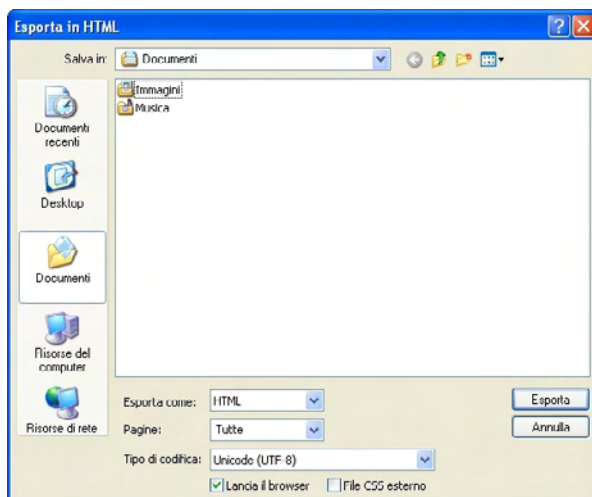 Esporta in HTML
Salva in: Documenti
Immagini
Musica
Documenti
recenti
Desktop
Documenti
Risorse del
computer
Risorse di rete
Esporta come: HTML Esporta
Pagine: Tutte Annulla
Tipo di codifica: Unicode (UTF-8)
Lancia il browser File CSS esterno